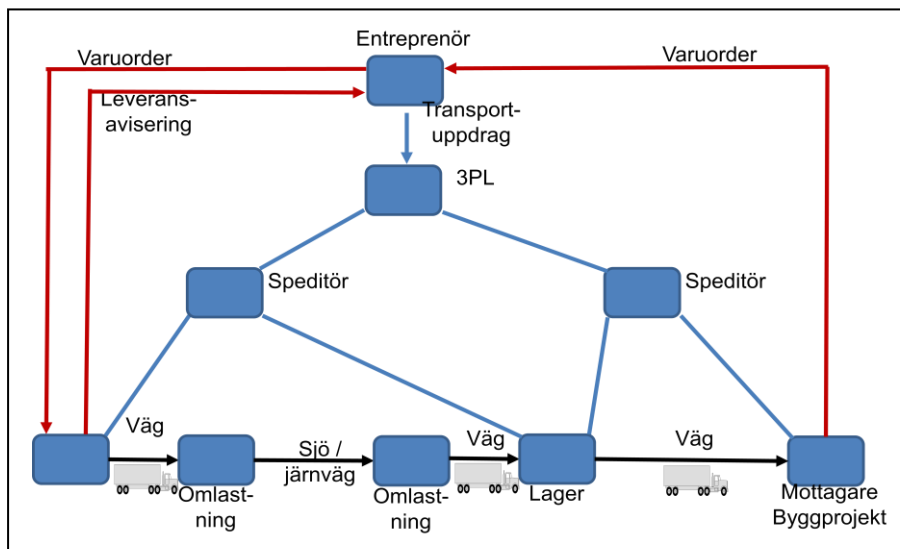 Entreprenör
Varuorder
Varuorder
Leverans-
avisering
Transport-
uppdrag
3PL
Speditör
Speditör
Väg
Sjö /
järnväg
Väg
Väg
Omlast-
ning
Omlast-
ning
Lager
Mottagare
Byggprojekt